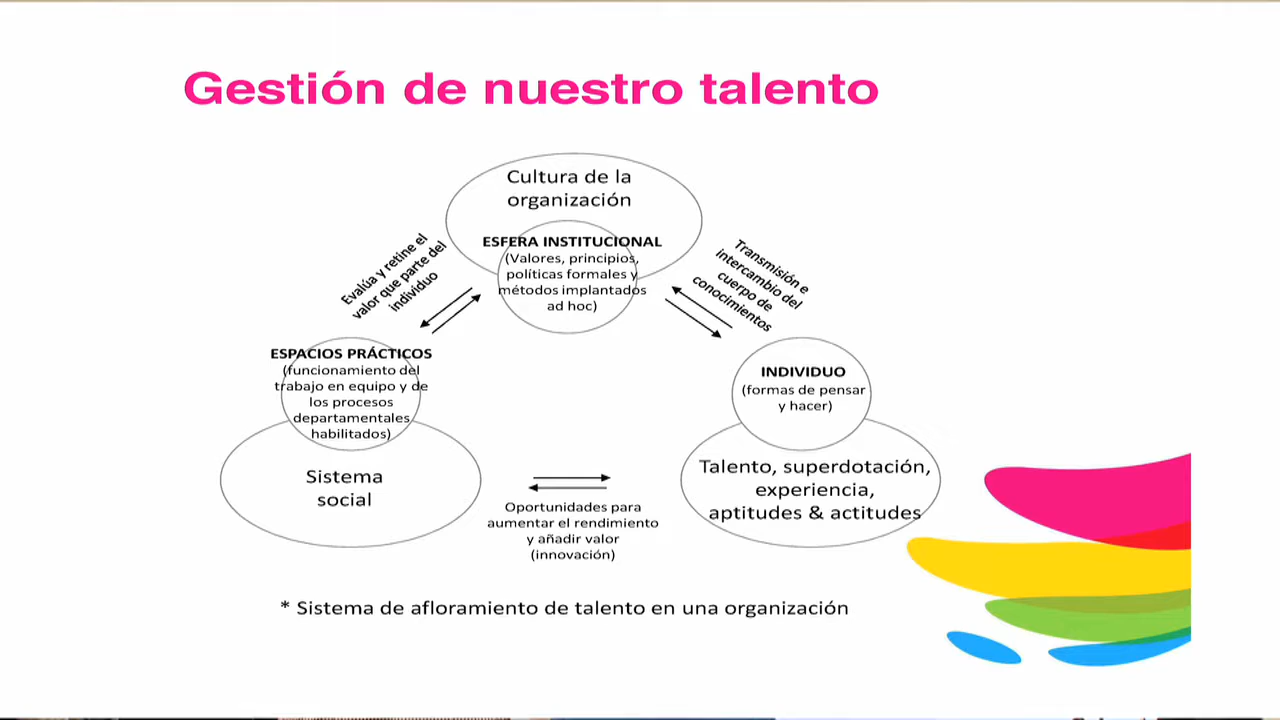 Gestión de nuestro talento
Cultura de la
organización
ESFERA INSTITUCIONAL
(Valores, principios,
políticas formales y
métodos implantados
ad hoc)
Evalúa y retine el
valor que parte del
individuo
Transmisión e
intercambio del
cuerpo de
conocimientos
ESPACIOS PRÁCTICOS
(funcionamiento del
trabajo en equipo y de
los procesos
departamentales
habilitados)
Sistema
social
INDIVIDUO
(formas de pensar
y hacer)
Talento, superdotación,
experiencia,
aptitudes & actitudes
Oportunidades para
aumentar el rendimiento
y añadir valor
(innovación)
* Sistema de afloramiento de talento en una organización